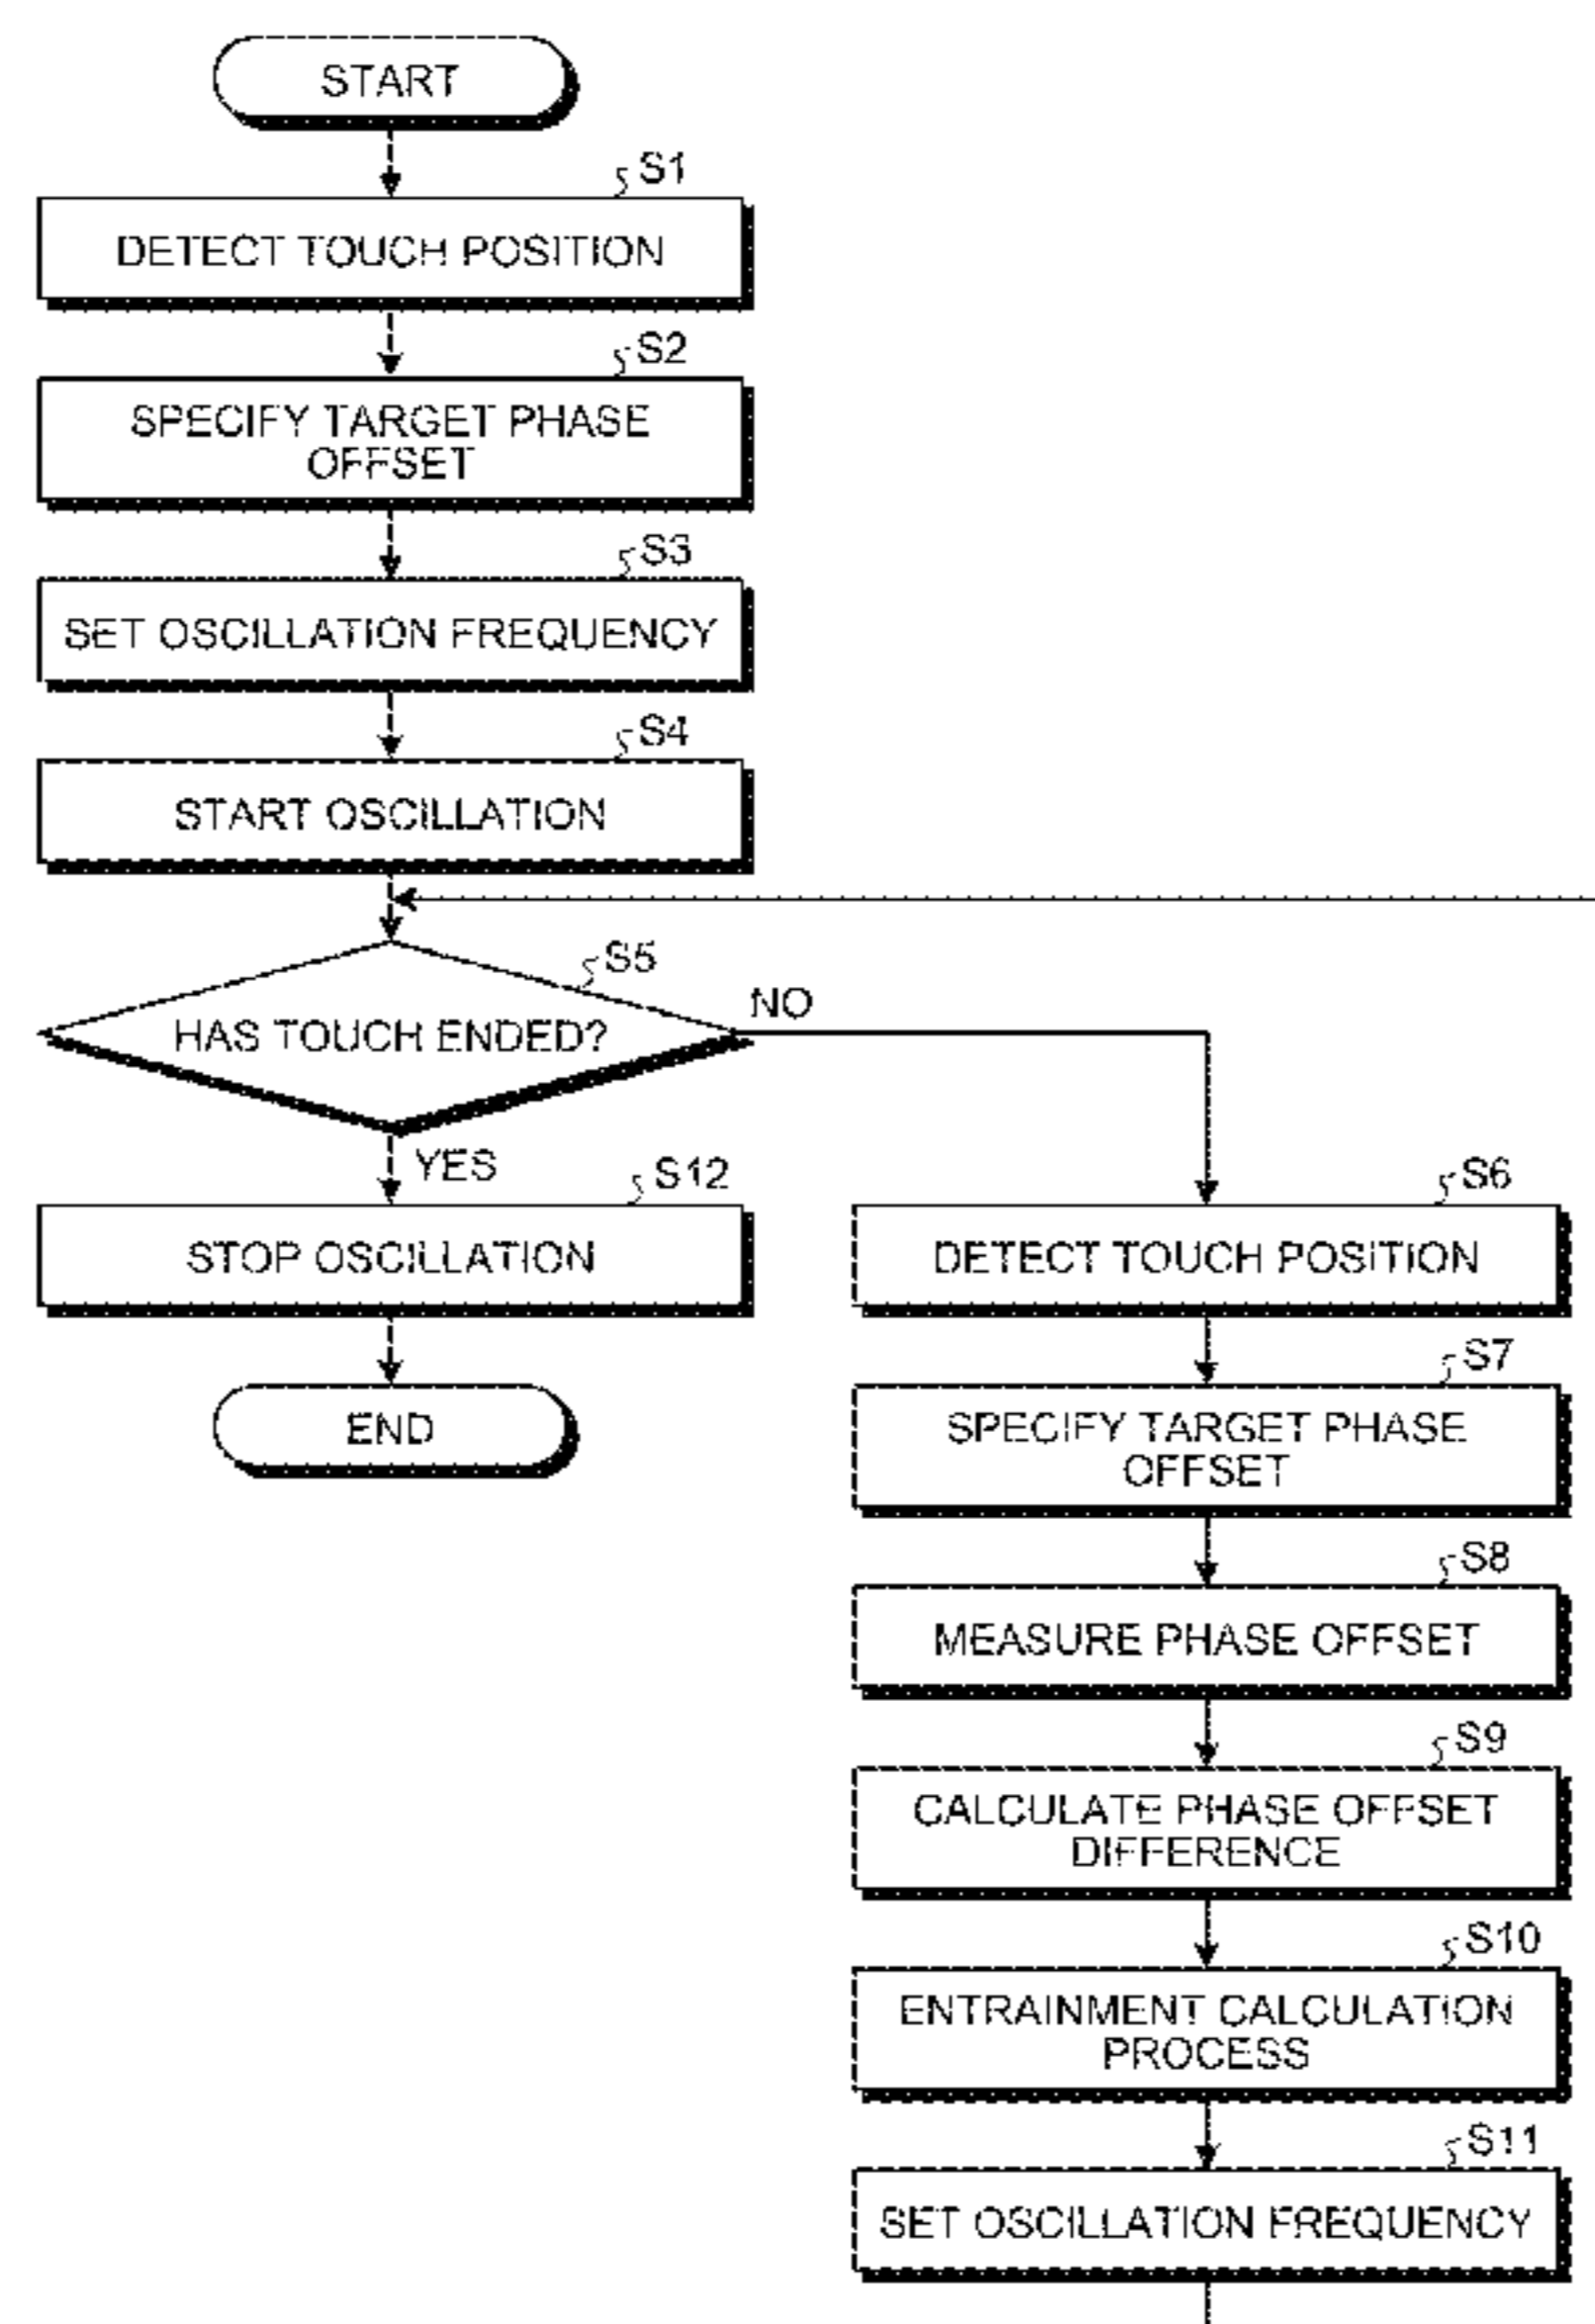 START
S1
DETECT TOUCH POSITION
S2
SPECIFY TARGET PHASE
OFFSET
S3
SET OSCILLATION FREQUENCY
S4
START OSCILLATION
S5
HAS TOUCH ENDED?
NO
YES
S12
STOP OSCILLATION
END
S6
DETECT TOUCH POSITION
S7
SPECIFY TARGET PHASE
OFFSET
S8
MEASURE PHASE OFFSET
S9
CALCULATE PHASE OFFSET
DIFFERENCE
S10
ENTRAINMENT CALCULATION
PROCESS
S11
SET OSCILLATION FREQUENCY